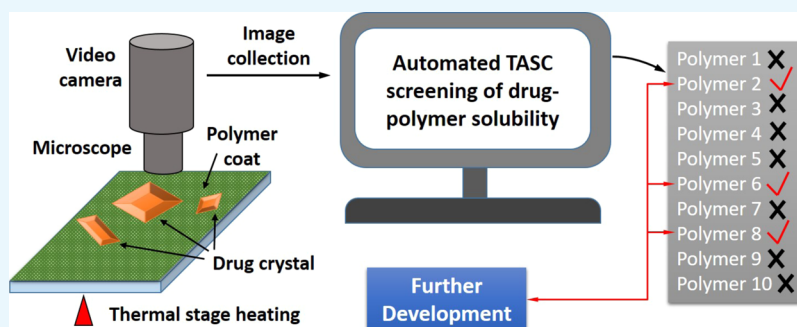 Video
camera
Image
collection
Microscope
Polymer
coat
Drug crystal
Thermal stage heating
Automated TASC
screening of drug-
polymer solubility
Further
Development
Polymer 1
Polymer 2
Polymer 3
Polymer 4
Polymer 5
Polymer 6
Polymer 7
Polymer 8
Polymer 9
Polymer 10